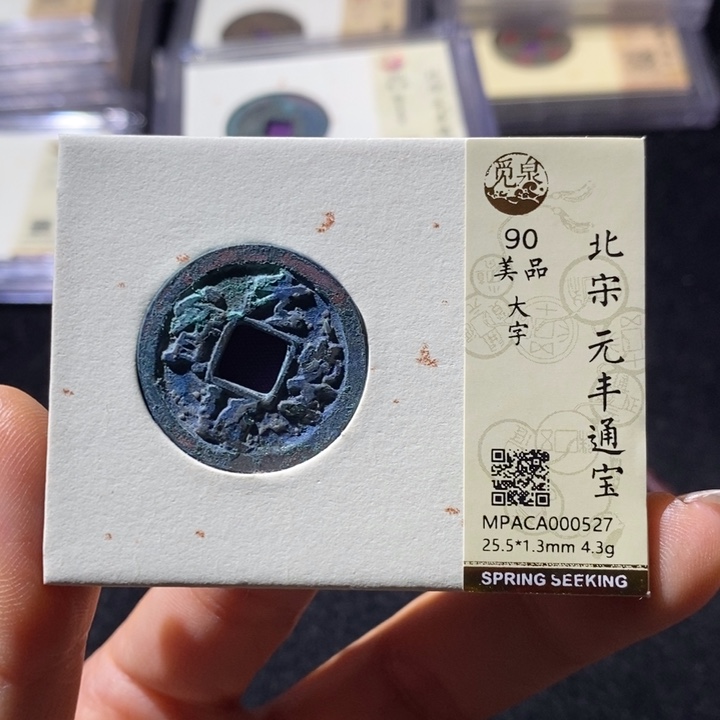 觅泉
90
美品
大字
北宋 元丰通宝
MPACA000527
25.5*1.3mm 4.3g
SPRING SEEKING